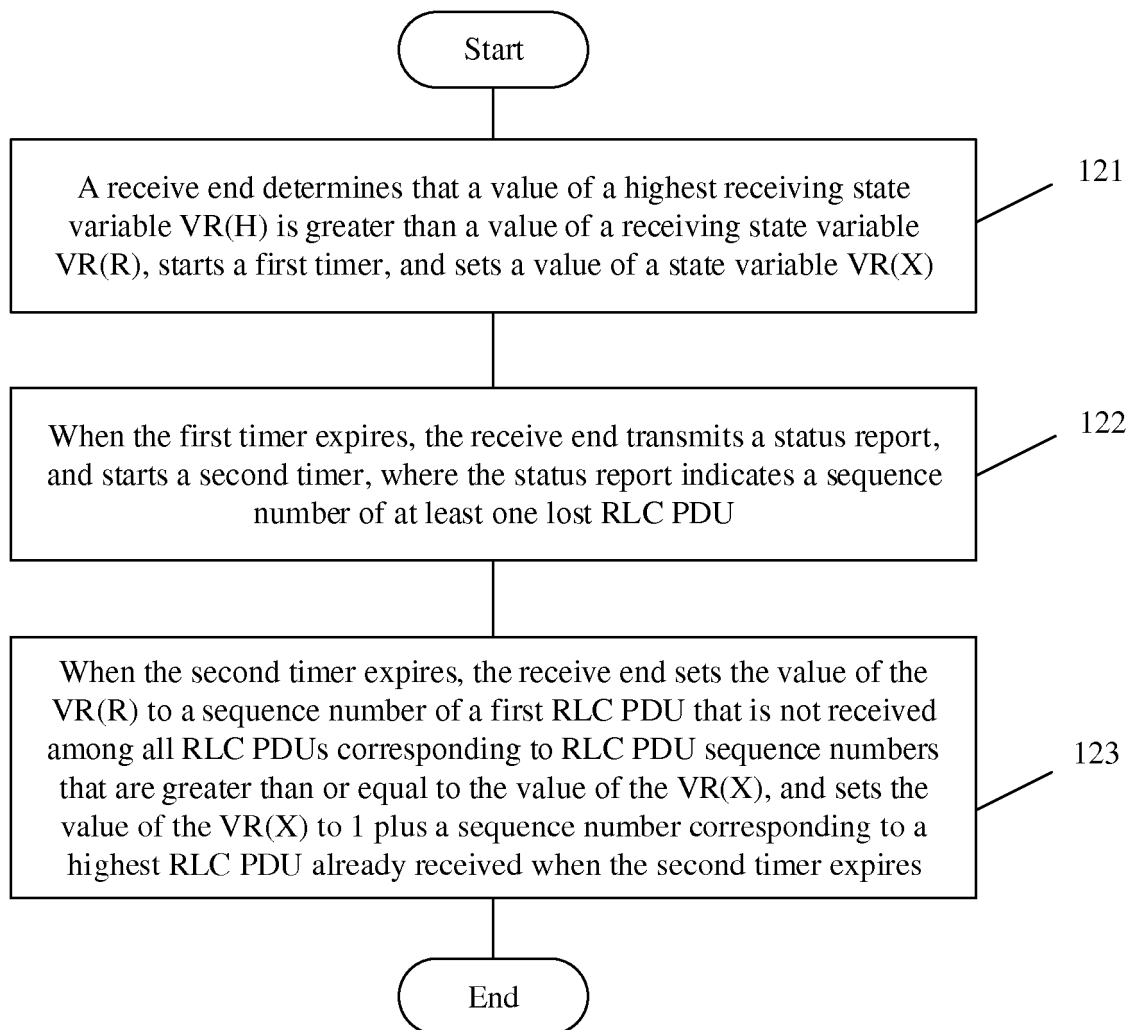 Start
A receive end determines that a value of a highest receiving state
variable VR(H) is greater than a value of a receiving state variable
VR(R), starts a first timer, and sets a value of a state variable VR(X)
121
When the first timer expires, the receive end transmits a status report,
and starts a second timer, where the status report indicates a sequence
number of at least one lost RLC PDU
122
When the second timer expires, the receive end sets the value of the
VR(R) to a sequence number of a first RLC PDU that is not received
among all RLC PDUs corresponding to RLC PDU sequence numbers
that are greater than or equal to the value of the VR(X), and sets the
value of the VR(X) to 1 plus a sequence number corresponding to a
highest RLC PDU already received when the second timer expires
123
End